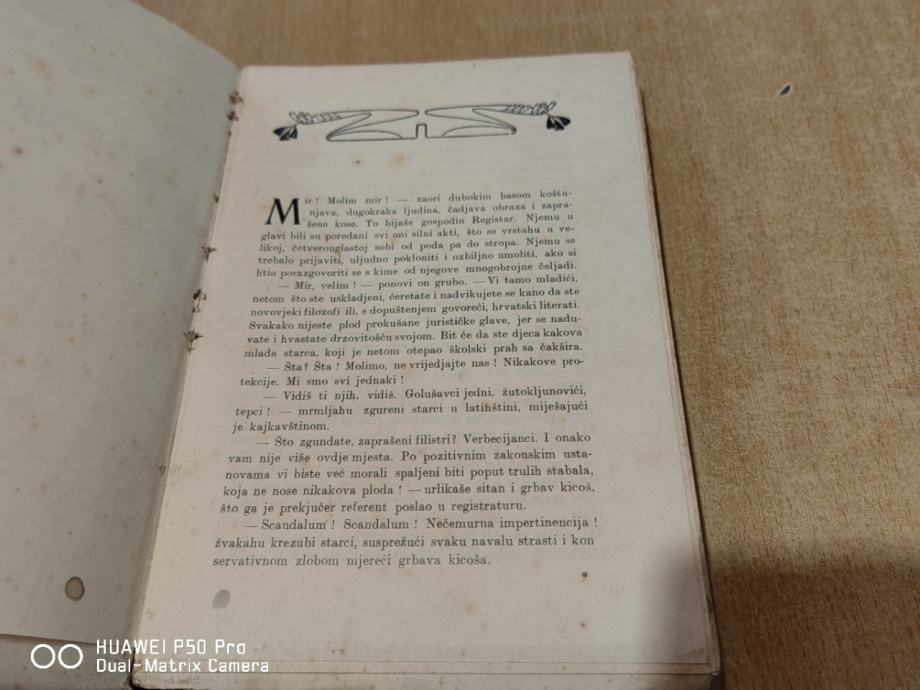 Mir! Molim mir! — zaori dubokim basom koštu-
njava, dugokraka ljudina, čadjava obraza i zapra-
šene kose. To bijaše gospodin Registar. Njemu u
glavi bili su poredani svi oni silni akti, što se vrstahu u ve-
likoj, četverouglastoj sobi od poda pa do stropa. Njemu se
trebalo prijaviti, uljudno pokloniti i ozbiljno umoliti, ako si
htio porazgovoriti se s kime od njegove mnogobrojne čeljadi.
— Mir, velim! — ponovi on grubo. — Vi tamo mladići,
netom što ste uskladjeni, ćeretate i nadvikujete se kano da ste
novovjeki filozofi ili, s dopuštenjem govoreći, hrvatski literati.
Svakako nijeste plod prokušane jurističke glave, jer se nadu-
vate i hvastate drzovitošću svojom. Bit će da ste djeca kakova
mlada starca, koji je netom otepao školski prah sa čakšira.
— Šta? Šta! Molimo, ne vrijedjajte nas! Nikakove pro-
tekcije. Mi smo svi jednaki!
— Vidiš ti njih, vidiš. Golušavci jedni, žutokljunovići,
tepci! — mrmljahu zgureni starci u latinštini, miješajući
je kajkavštinom.
— Što zgundate, zaprašeni filistri? Verbecijanci. I onako
vam nije više ovdje mjesta. Po pozitivnim zakonskim usta-
novama vi biste već morali spaljeni biti poput trulih stabala,
koja ne nose nikakova ploda! — urlikaše sitan i grbav kicoš,
što ga je prekjučer referent poslao u registraturu.
— Scandalum! Scandalum! Nečemurna impertinencija!
žvakahu krezubi starci, susprežući svaku navalu strasti i kon
servativnom zlobom mjereći grbava kicoša.
HUAWEI P50 Pro
Dual-Matrix Camera